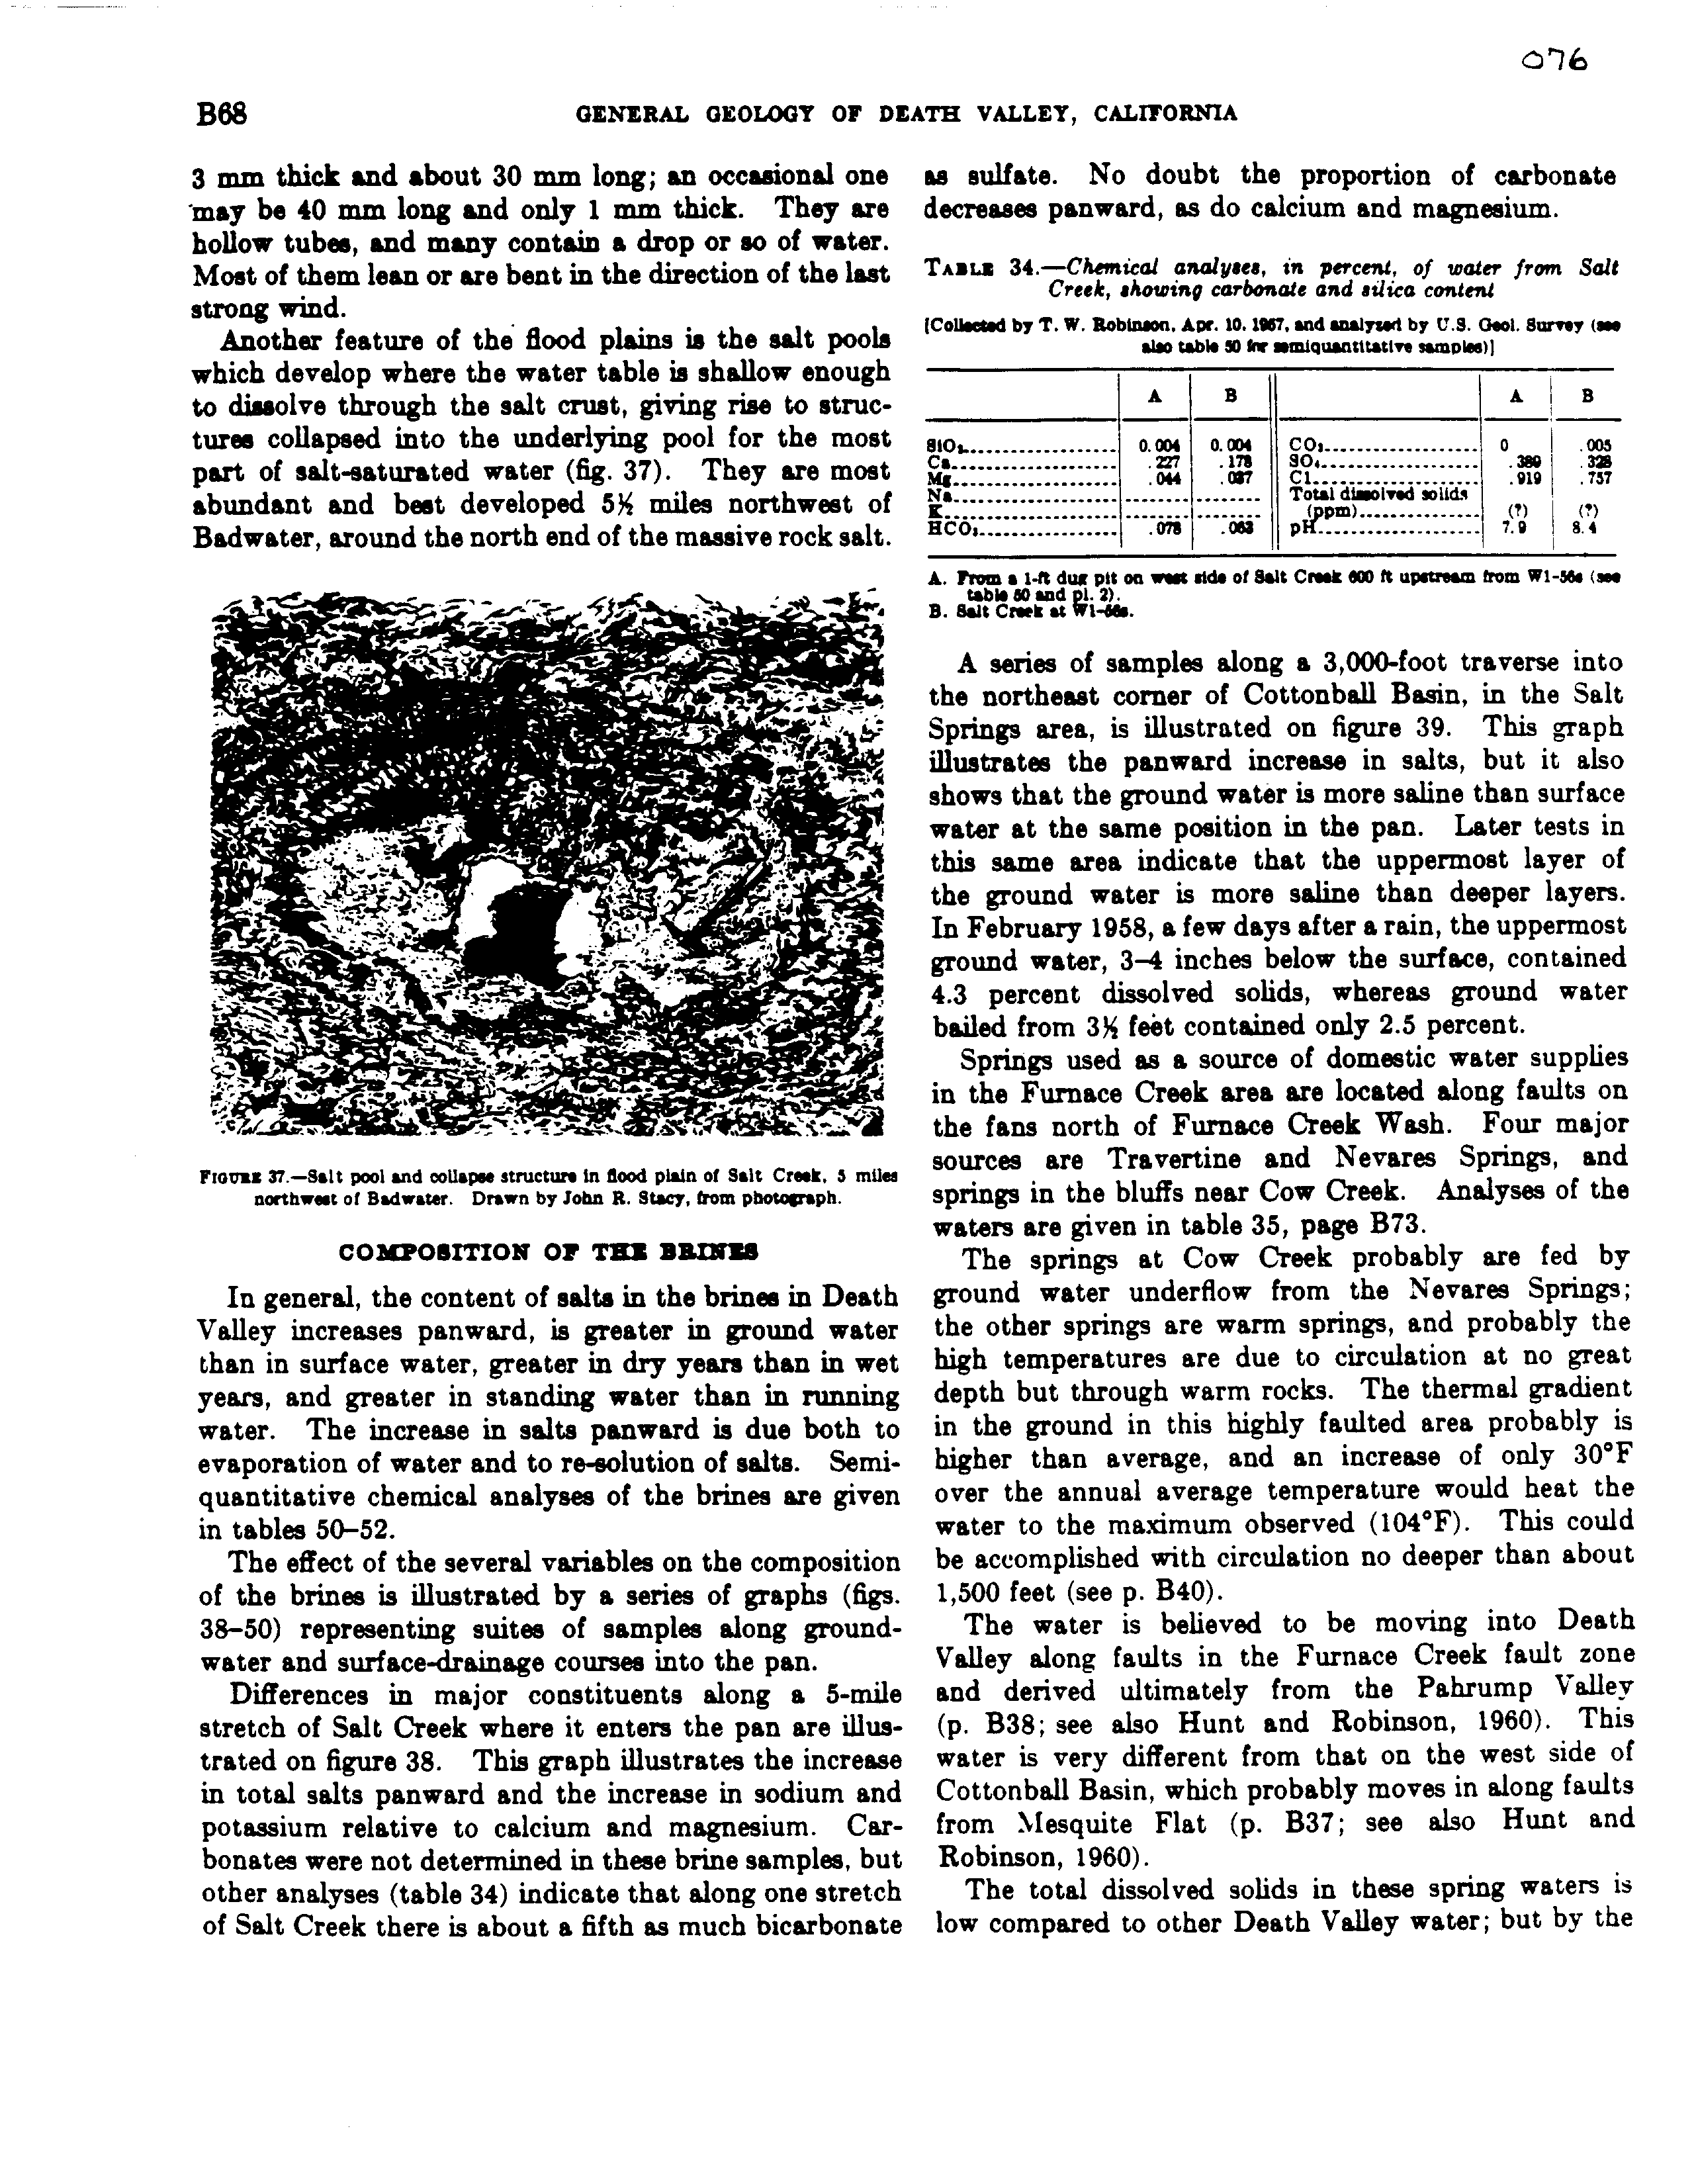 076
B68
GENERAL GEOLOGY OF DEATH VALLEY, CALIFORNIA
3 mm thick and about 30 mm long; an occasional one
may be 40 mm long and only 1 mm thick. They are
hollow tubes, and many contain a drop or so of water.
Most of them lean or are bent in the direction of the last
strong wind.
Another feature of the flood plains is the salt pools
which develop where the water table is shallow enough
to dissolve through the salt crust, giving rise to struc-
tures collapsed into the underlying pool for the most
part of salt-saturated water (fig. 37). They are most
abundant and best developed 5½ miles northwest of
Badwater, around the north end of the massive rock salt.
FIGURE 37.—Salt pool and collapse structure in flood plain of Salt Creek, 5 miles
northwest of Badwater. Drawn by John R. Stacy, from photograph.
COMPOSITION OF THE BRINES
In general, the content of salts in the brines in Death
Valley increases panward, is greater in ground water
than in surface water, greater in dry years than in wet
years, and greater in standing water than in running
water. The increase in salts panward is due both to
evaporation of water and to re-solution of salts. Semi-
quantitative chemical analyses of the brines are given
in tables 50–52.
The effect of the several variables on the composition
of the brines is illustrated by a series of graphs (figs.
38–50) representing suites of samples along ground-
water and surface-drainage courses into the pan.
Differences in major constituents along a 5-mile
stretch of Salt Creek where it enters the pan are illus-
trated on figure 38. This graph illustrates the increase
in total salts panward and the increase in sodium and
potassium relative to calcium and magnesium. Car-
bonates were not determined in these brine samples, but
other analyses (table 34) indicate that along one stretch
of Salt Creek there is about a fifth as much bicarbonate
as sulfate. No doubt the proportion of carbonate
decreases panward, as do calcium and magnesium.
TABLE 34.—Chemical analyses, in percent, of water from Salt
Creek, showing carbonate and silica content
[Collected by T. W. Robinson, Apr. 10, 1957, and analyzed by U.S. Geol. Survey (see
also table 50 for semiquantitative samples)]
A B A B
SiO₂ 0.004 0.004 CO₃ 0 .005
Ca .227 .178 SO₄ .389 .328
Mg .044 .037 Cl .919 .757
Na Total dissolved solids
K (ppm) (?) (?)
HCO₃ .078 .063 pH 7.9 8.4
A. From a 1-ft dug pit on west side of Salt Creek 600 ft upstream from W1-56s (see
table 50 and pl. 2).
B. Salt Creek at W1-56s.
A series of samples along a 3,000-foot traverse into
the northeast corner of Cottonball Basin, in the Salt
Springs area, is illustrated on figure 39. This graph
illustrates the panward increase in salts, but it also
shows that the ground water is more saline than surface
water at the same position in the pan. Later tests in
this same area indicate that the uppermost layer of
the ground water is more saline than deeper layers.
In February 1958, a few days after a rain, the uppermost
ground water, 3–4 inches below the surface, contained
4.3 percent dissolved solids, whereas ground water
bailed from 3½ feet contained only 2.5 percent.
Springs used as a source of domestic water supplies
in the Furnace Creek area are located along faults on
the fans north of Furnace Creek Wash. Four major
sources are Travertine and Nevares Springs, and
springs in the bluffs near Cow Creek. Analyses of the
waters are given in table 35, page B73.
The springs at Cow Creek probably are fed by
ground water underflow from the Nevares Springs;
the other springs are warm springs, and probably the
high temperatures are due to circulation at no great
depth but through warm rocks. The thermal gradient
in the ground in this highly faulted area probably is
higher than average, and an increase of only 30°F
over the annual average temperature would heat the
water to the maximum observed (104°F). This could
be accomplished with circulation no deeper than about
1,500 feet (see p. B40).
The water is believed to be moving into Death
Valley along faults in the Furnace Creek fault zone
and derived ultimately from the Pahrump Valley
(p. B38; see also Hunt and Robinson, 1960). This
water is very different from that on the west side of
Cottonball Basin, which probably moves in along faults
from Mesquite Flat (p. B37; see also Hunt and
Robinson, 1960).
The total dissolved solids in these spring waters is
low compared to other Death Valley water; but by the